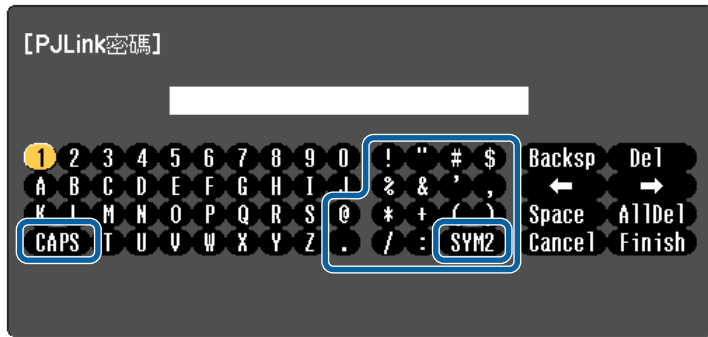 [PJLink密碼]
1 2 3 4 5 6 7 8 9 0 ! " # $ Backsp Del
A B C D E F G H I J % & ' , ← →
K L M N O P Q R S @ * + ( ) Space AllDel
CAPS T U V W X Y Z . / : SYM2 Cancel Finish